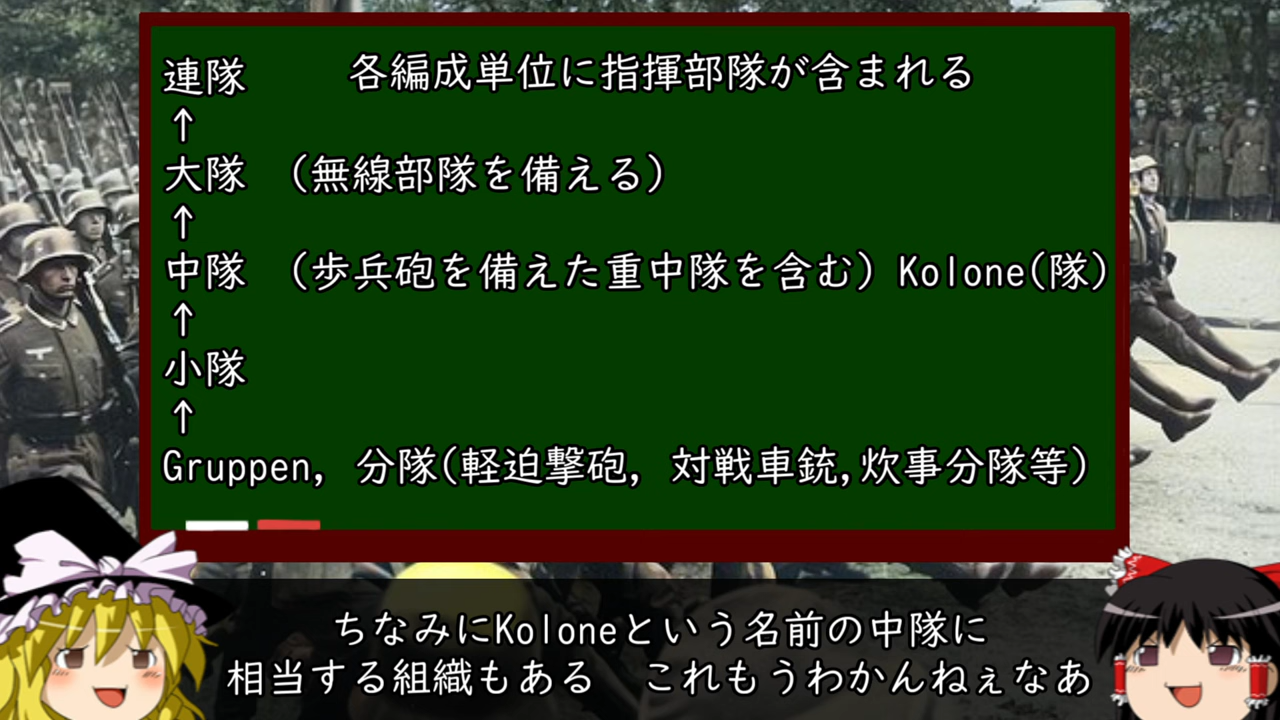 連隊　　各編成単位に指揮部隊が含まれる
↑
大隊　（無線部隊を備える）
↑
中隊　（歩兵砲を備えた重中隊を含む）Kolone(隊)
↑
小隊
↑
Gruppen, 分隊(軽迫撃砲, 対戦車銃,炊事分隊等)
ちなみにKoloneという名前の中隊に
相当する組織もある　これもうわかんねぇなあ